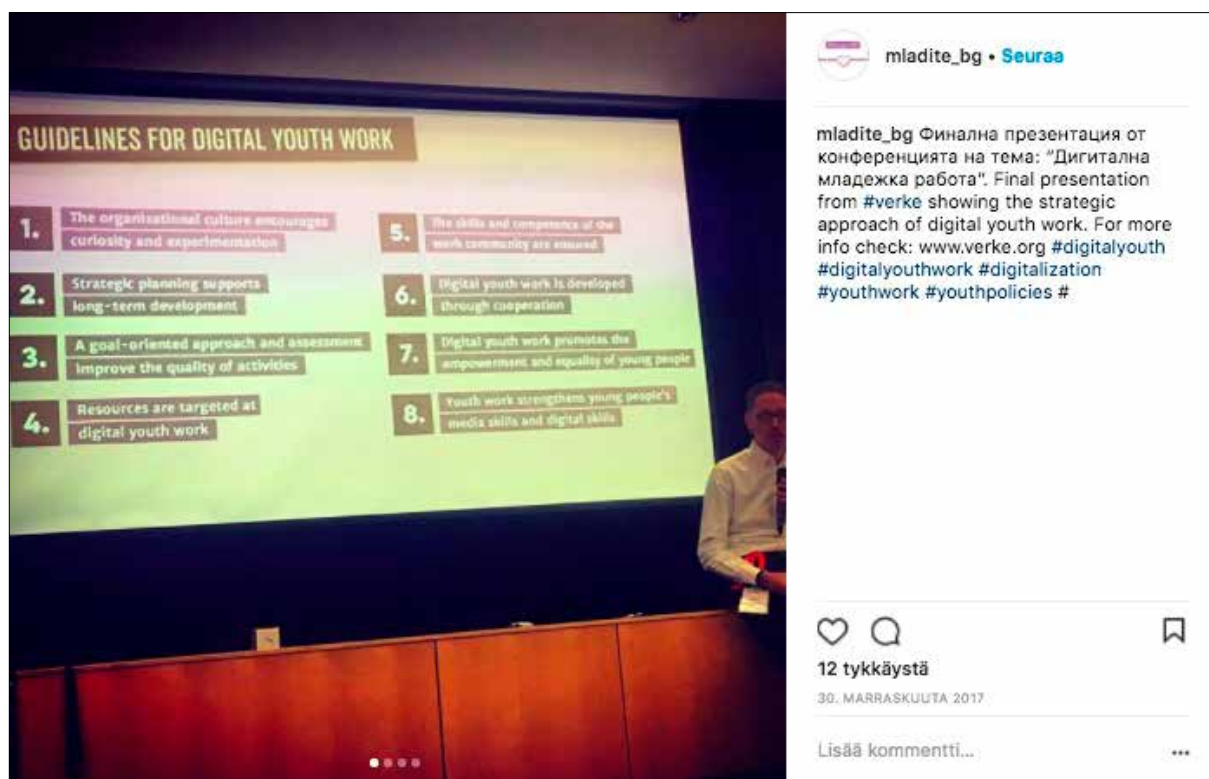 GUIDELINES FOR DIGITAL YOUTH WORK
1. The organizational culture encourages
curiosity and experimentation
2. Strategic planning supports
long-term development
3. A goal-oriented approach and assessment
improve the quality of activities
4. Resources are targeted at
digital youth work
5. The skills and competence of the
work community are ensured
6. Digital youth work is developed
through cooperation
7. Digital youth work promotes the
empowerment and equality of young people
8. Youth work strengthens young people's
media skills and digital skills
mladite_bg • Seuraa
mladite_bg Финална презентация от
конференцията на тема: "Дигитална
младежка работа". Final presentation
from #verke showing the strategic
approach of digital youth work. For more
info check: www.verke.org #digitalyouth
#digitalyouthwork #digitalization
#youthwork #youthpolicies #
12 tykkäystä
30. MARRASKUUTA 2017
Lisää kommentti...